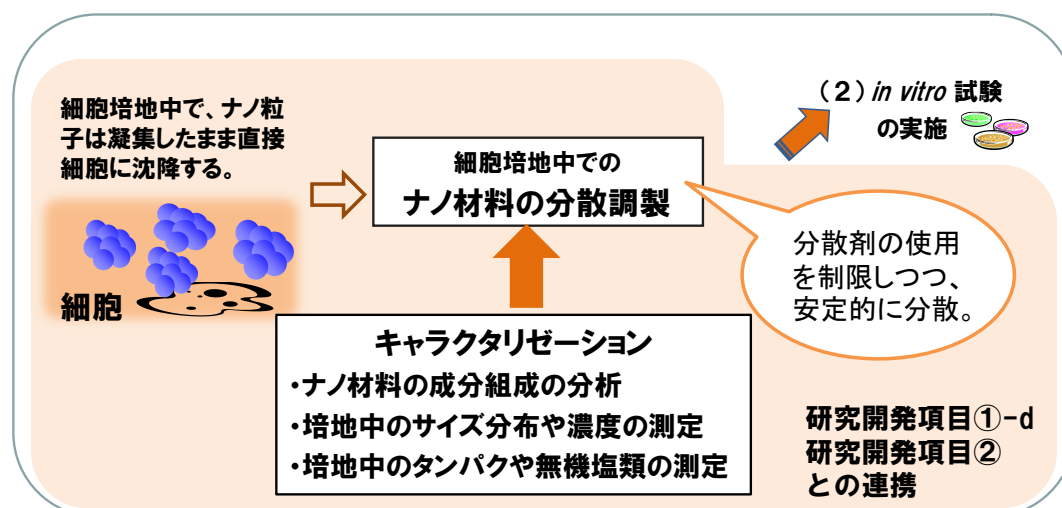 細胞培地中で、ナノ粒
子は凝集したまま直接
細胞に沈降する。
細胞
細胞培地中での
ナノ材料の分散調製
(2)in vitro 試験
の実施
分散剤の使用
を制限しつつ、
安定的に分散。
キャラクタリゼーション
・ナノ材料の成分組成の分析
・培地中のサイズ分布や濃度の測定
・培地中のタンパクや無機塩類の測定
研究開発項目①-d
研究開発項目②
との連携